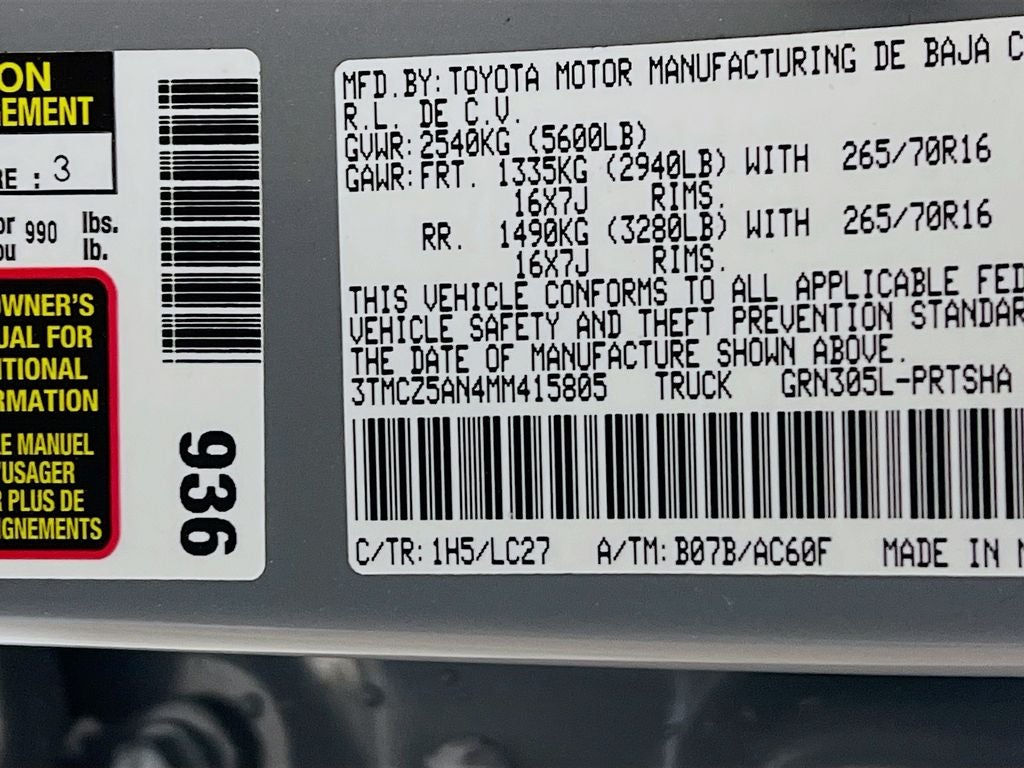 ON
GEMENT
RE : 3
or 990 lbs.
ou lb.
OWNER'S
UAL FOR
ITIONAL
RMATION
LE MANUEL
'USAGER
R PLUS DE
IGNEMENTS
936
MFD.BY: TOYOTA MOTOR MANUFACTURING DE BAJA C
R.L. DE C.V.
GVWR: 2540KG (5600LB)
GAWR: FRT. 1335KG (2940LB) WITH 265/70R16
16X7J RIMS.
RR. 1490KG (3280LB) WITH 265/70R16
16X7J RIMS.
THIS VEHICLE CONFORMS TO ALL APPLICABLE FED
VEHICLE SAFETY AND THEFT PREVENTION STANDAR
THE DATE OF MANUFACTURE SHOWN ABOVE.
3TMCZ5AN4MM415805 TRUCK GRN305L-PRTSHA
C/TR: 1H5/LC27 A/TM: B07B/AC60F MADE IN M